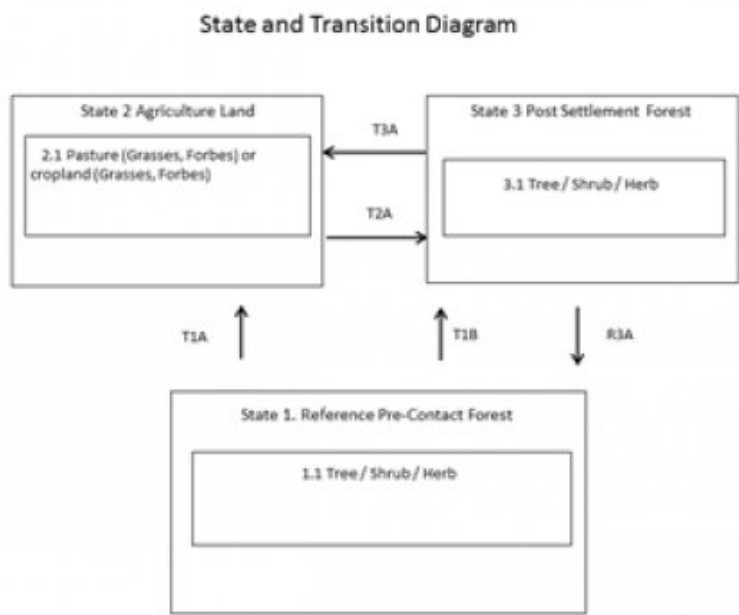 State and Transition Diagram
State 2 Agriculture Land
2.1 Pasture (Grasses, Forbes) or
cropland (Grasses, Forbes)
T3A
T2A
State 3 Post Settlement Forest
3.1 Tree / Shrub / Herb
T1A
T1B
R3A
State 1. Reference Pre-Contact Forest
1.1 Tree / Shrub / Herb